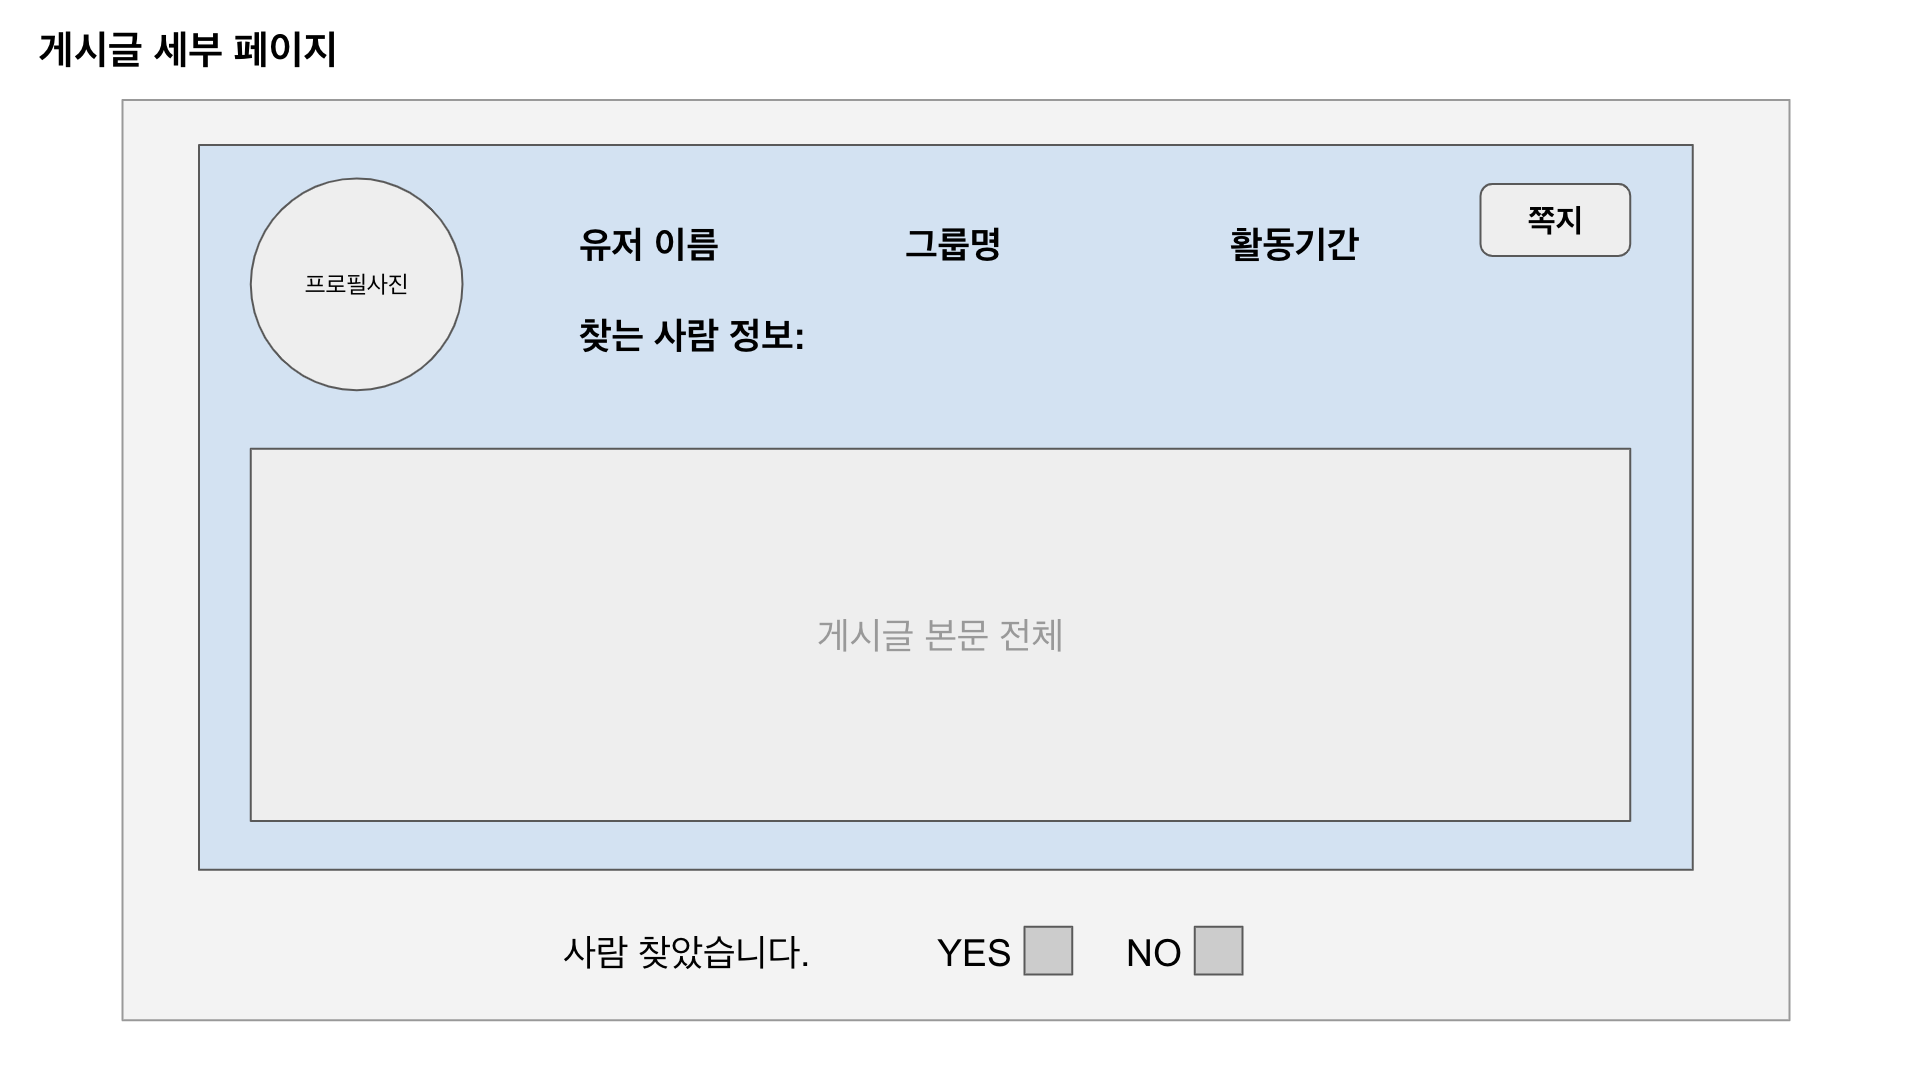 게시글 세부 페이지
프로필사진
유저 이름
그룹명
활동기간
쪽지
찾는 사람 정보:
게시글 본문 전체
사람 찾았습니다.
YES
NO